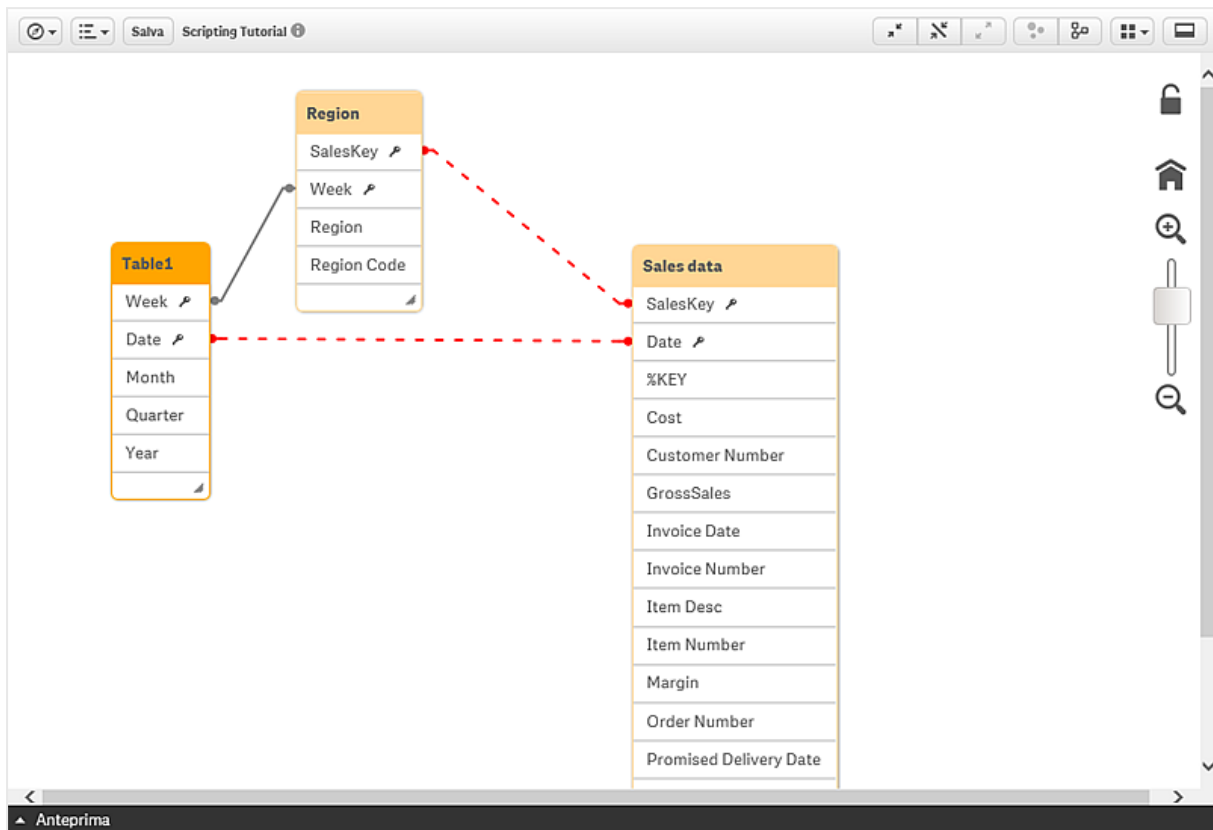 Salva Scripting Tutorial
Region
SalesKey
Week
Region
Region Code
Table1
Week
Date
Month
Quarter
Year
Sales data
SalesKey
Date
%KEY
Cost
Customer Number
GrossSales
Invoice Date
Invoice Number
Item Desc
Item Number
Margin
Order Number
Promised Delivery Date
Anteprima